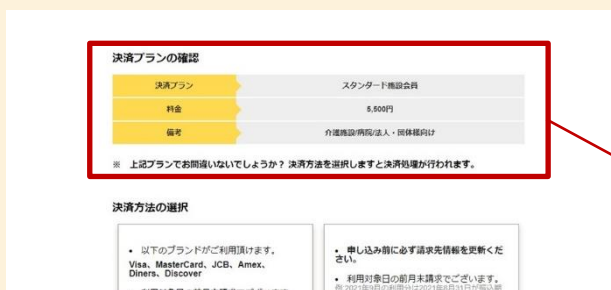 決済プランの確認
決済プラン スタンダード施設会員
料金 5,500円
備考 介護施設/病院/法人・団体様向け
※ 上記プランでお間違いないでしょうか？ 決済方法を選択しますと決済処理が行われます。
決済方法の選択
• 以下のブランドがご利用頂けます。
Visa、MasterCard、JCB、Amex、
Diners、Discover
• 申し込み前に必ず請求先情報を更新くだ
さい。
• 利用対象日の前月末請求でございます。